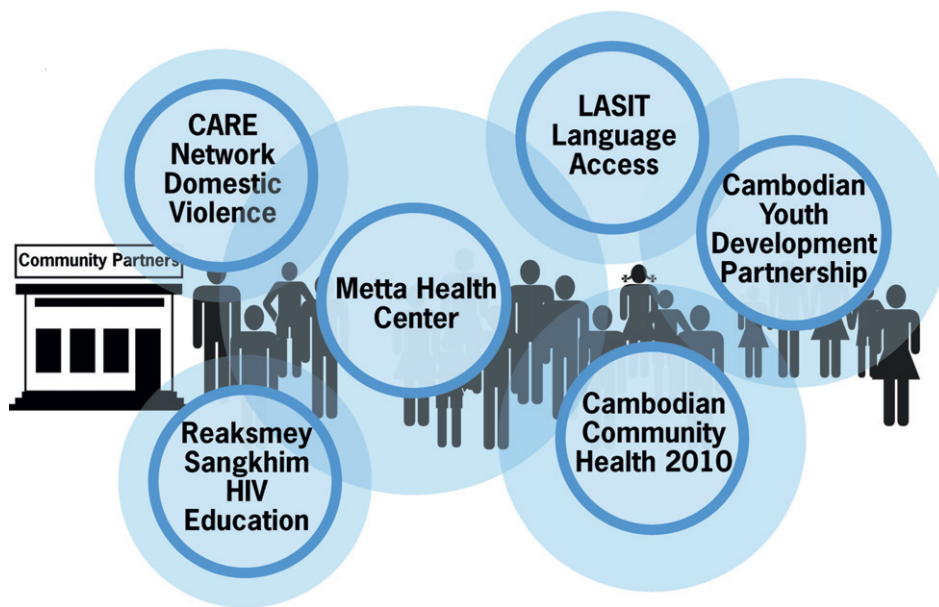 CARE
Network
Domestic
Violence
LASIT
Language
Access
Cambodian
Youth
Development
Partnership
Community Partners
Metta Health
Center
Reaksmey
Sangkhim
HIV
Education
Cambodian
Community
Health 2010